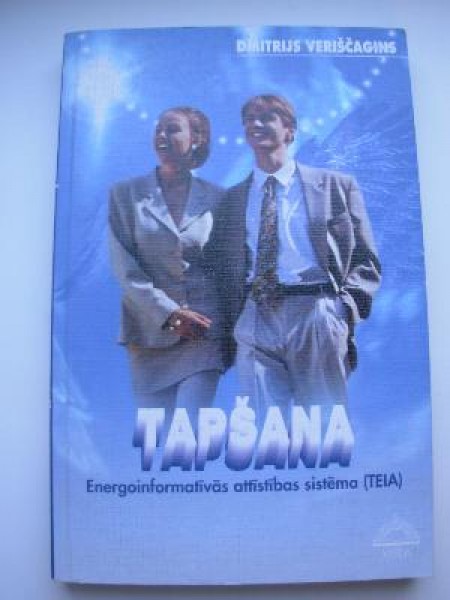 DMITRIJS VERIŠČAGINS
TAPŠANA
Energoinformatīvās attīstības sistēma (TEIA)